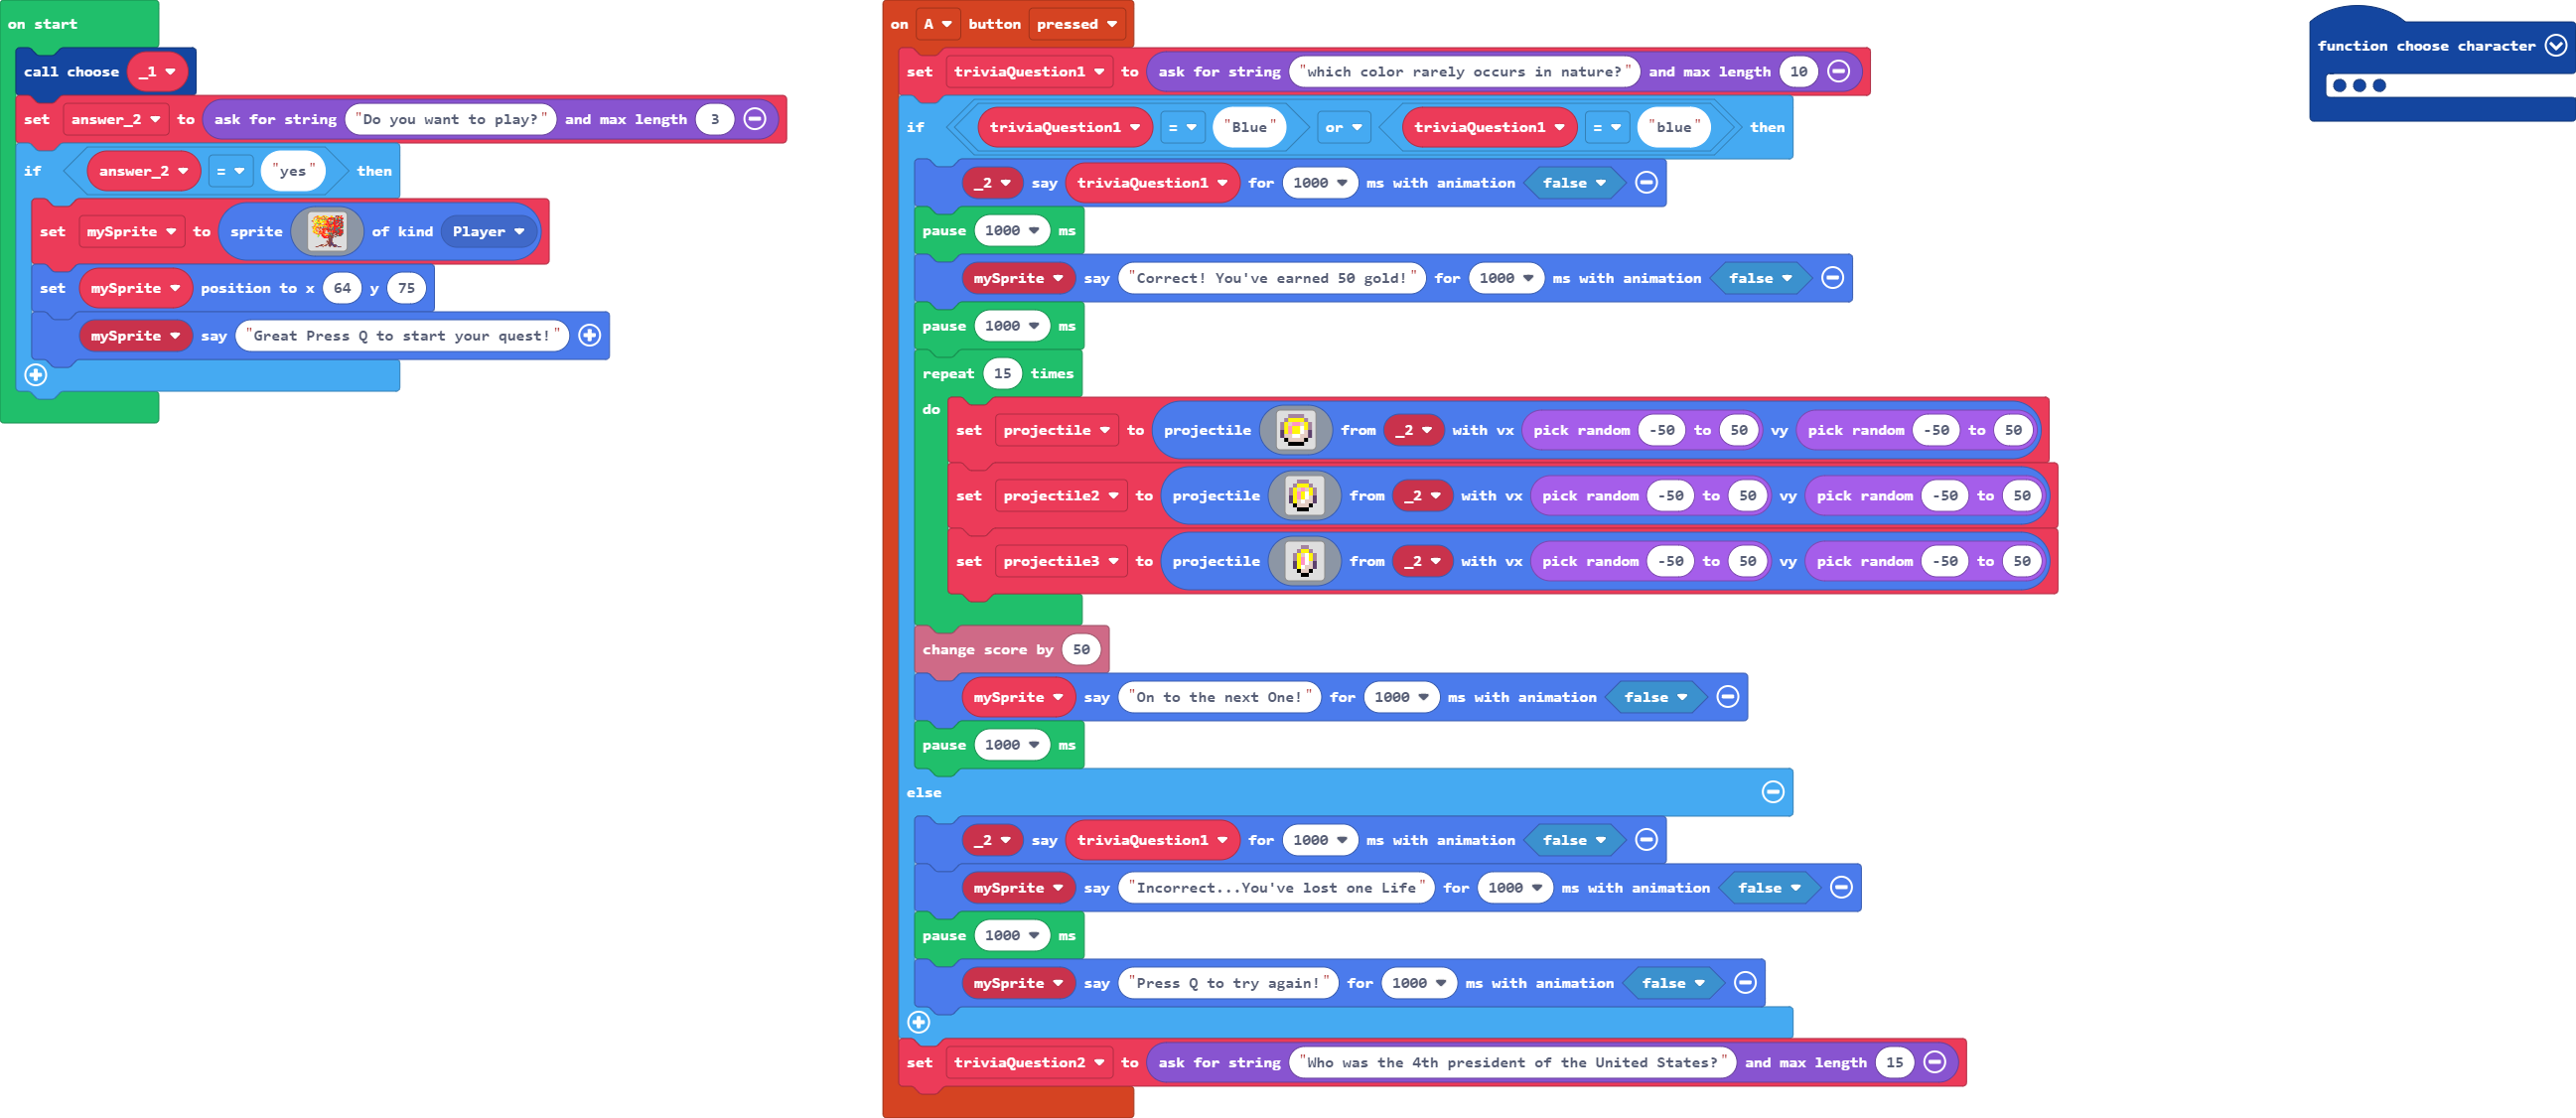 on start
call choose _1
set answer_2 to ask for string "Do you want to play?" and max length 3
if answer_2 = "yes" then
set mySprite to sprite of kind Player
set mySprite position to x 64 y 75
mySprite say "Great Press Q to start your quest!"
on A button pressed
set triviaQuestion1 to ask for string "which color rarely occurs in nature?" and max length 10
if triviaQuestion1 = "Blue" or triviaQuestion1 = "blue" then
_2 say triviaQuestion1 for 1000 ms with animation false
pause 1000 ms
mySprite say "Correct! You've earned 50 gold!" for 1000 ms with animation false
pause 1000 ms
repeat 15 times
do
set projectile to projectile from _2 with vx pick random -50 to 50 vy pick random -50 to 50
set projectile2 to projectile from _2 with vx pick random -50 to 50 vy pick random -50 to 50
set projectile3 to projectile from _2 with vx pick random -50 to 50 vy pick random -50 to 50
change score by 50
mySprite say "On to the next One!" for 1000 ms with animation false
pause 1000 ms
else
_2 say triviaQuestion1 for 1000 ms with animation false
mySprite say "Incorrect...You've lost one Life" for 1000 ms with animation false
pause 1000 ms
mySprite say "Press Q to try again!" for 1000 ms with animation false
set triviaQuestion2 to ask for string "Who was the 4th president of the United States?" and max length 15
function choose character